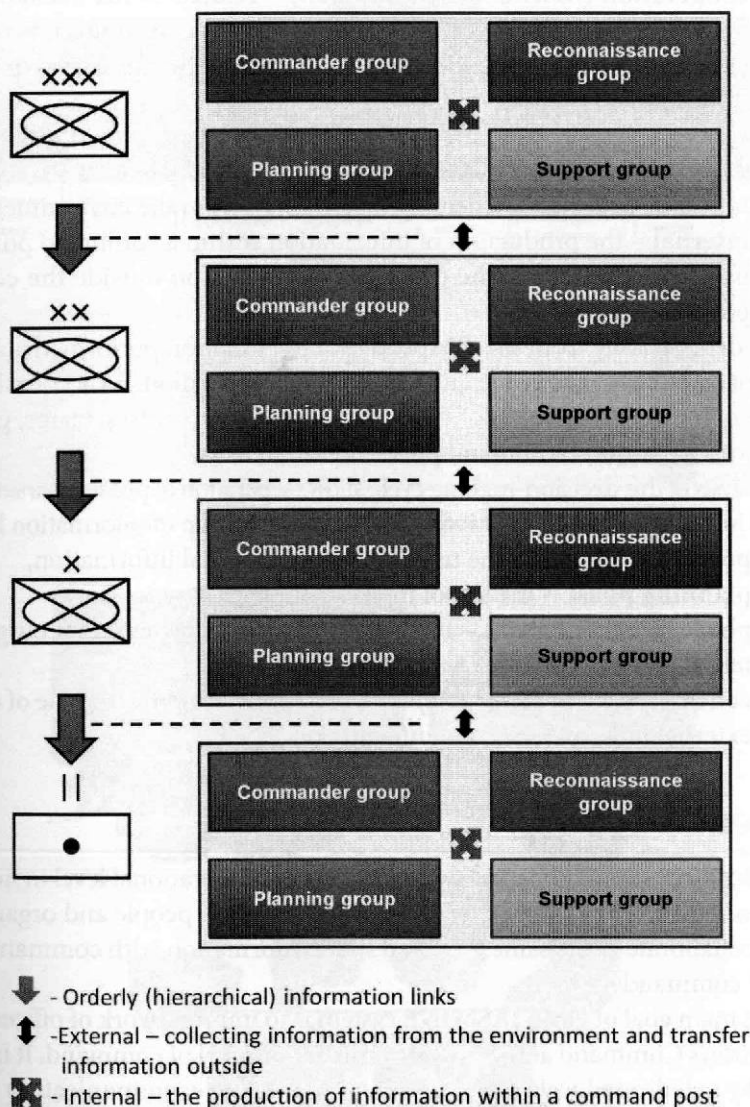 ×××
Commander group
Reconnaissance
group
Planning group
Support group
××
Commander group
Reconnaissance
group
Planning group
Support group
×
Commander group
Reconnaissance
group
Planning group
Support group
||
Commander group
Reconnaissance
group
Planning group
Support group
- Orderly (hierarchical) information links
-External – collecting information from the environment and transfer
information outside
- Internal – the production of information within a command post